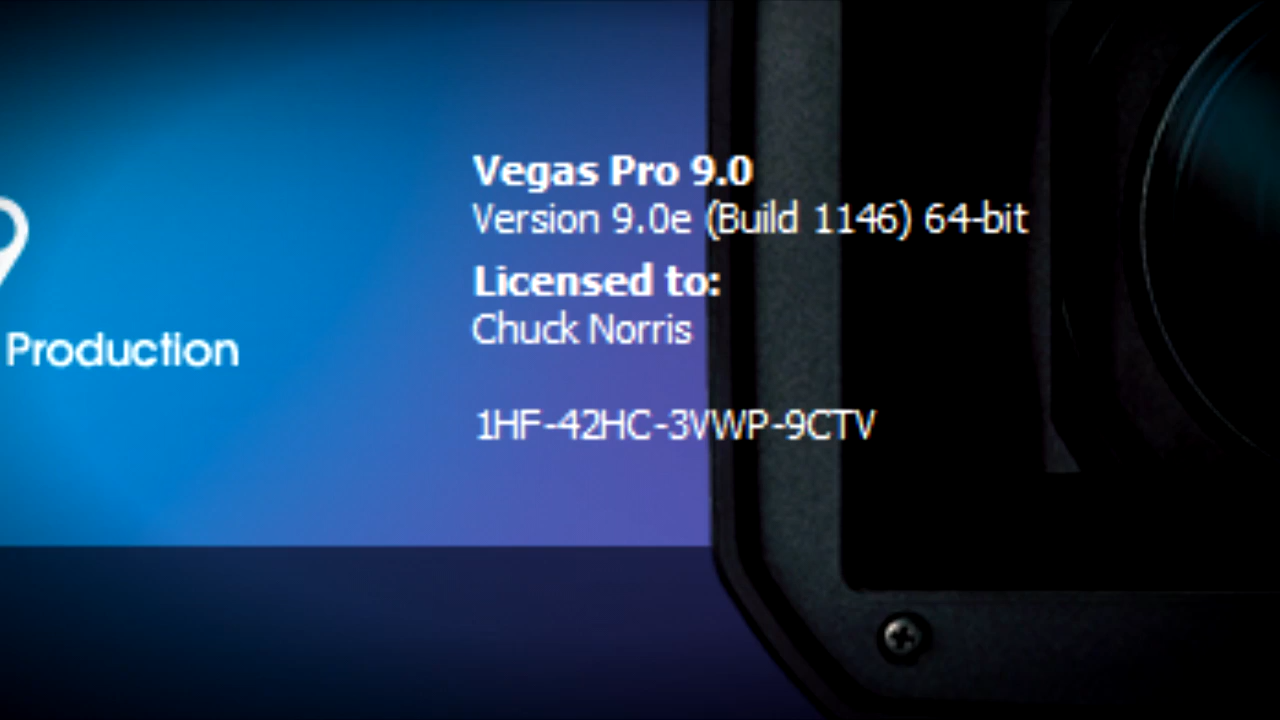 9
Production
Vegas Pro 9.0
Version 9.0e (Build 1146) 64-bit
Licensed to:
Chuck Norris
1HF-42HC-3VWP-9CTV